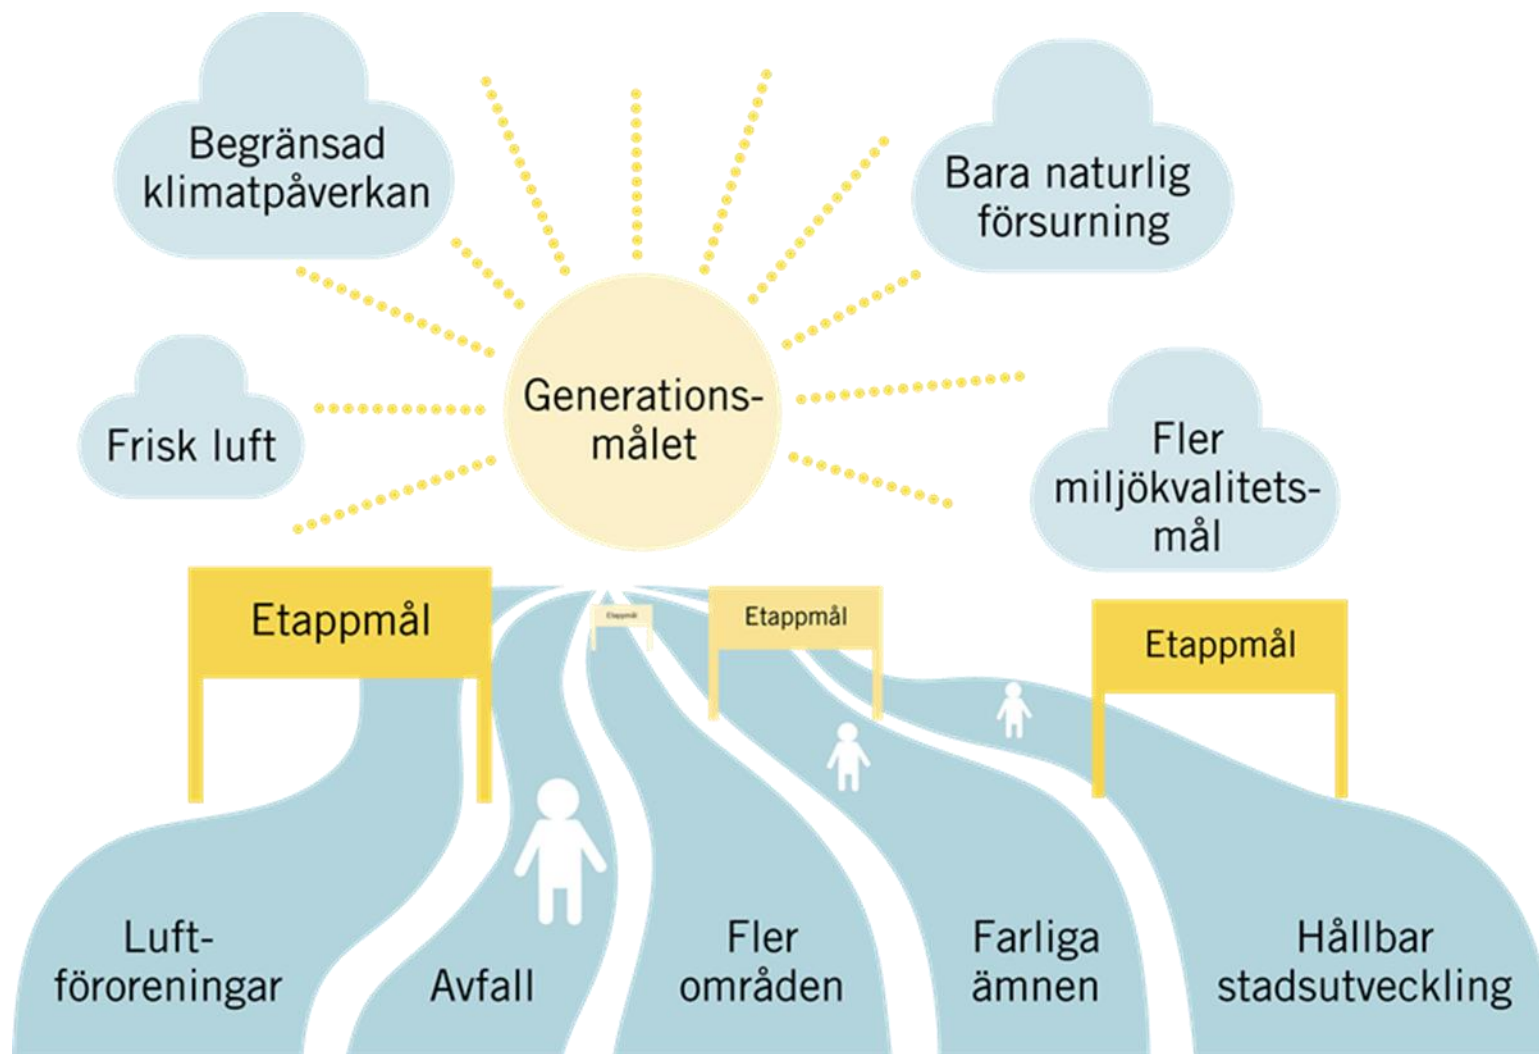 Begränsad
klimatpåverkan
Bara naturlig
försurning
Generations-
målet
Frisk luft
Fler
miljökvalitets-
mål
Etappmål
Etappmål
Etappmål
Etappmål
Luft-
föroreningar
Avfall
Fler
områden
Farliga
ämnen
Hållbar
stadsutveckling